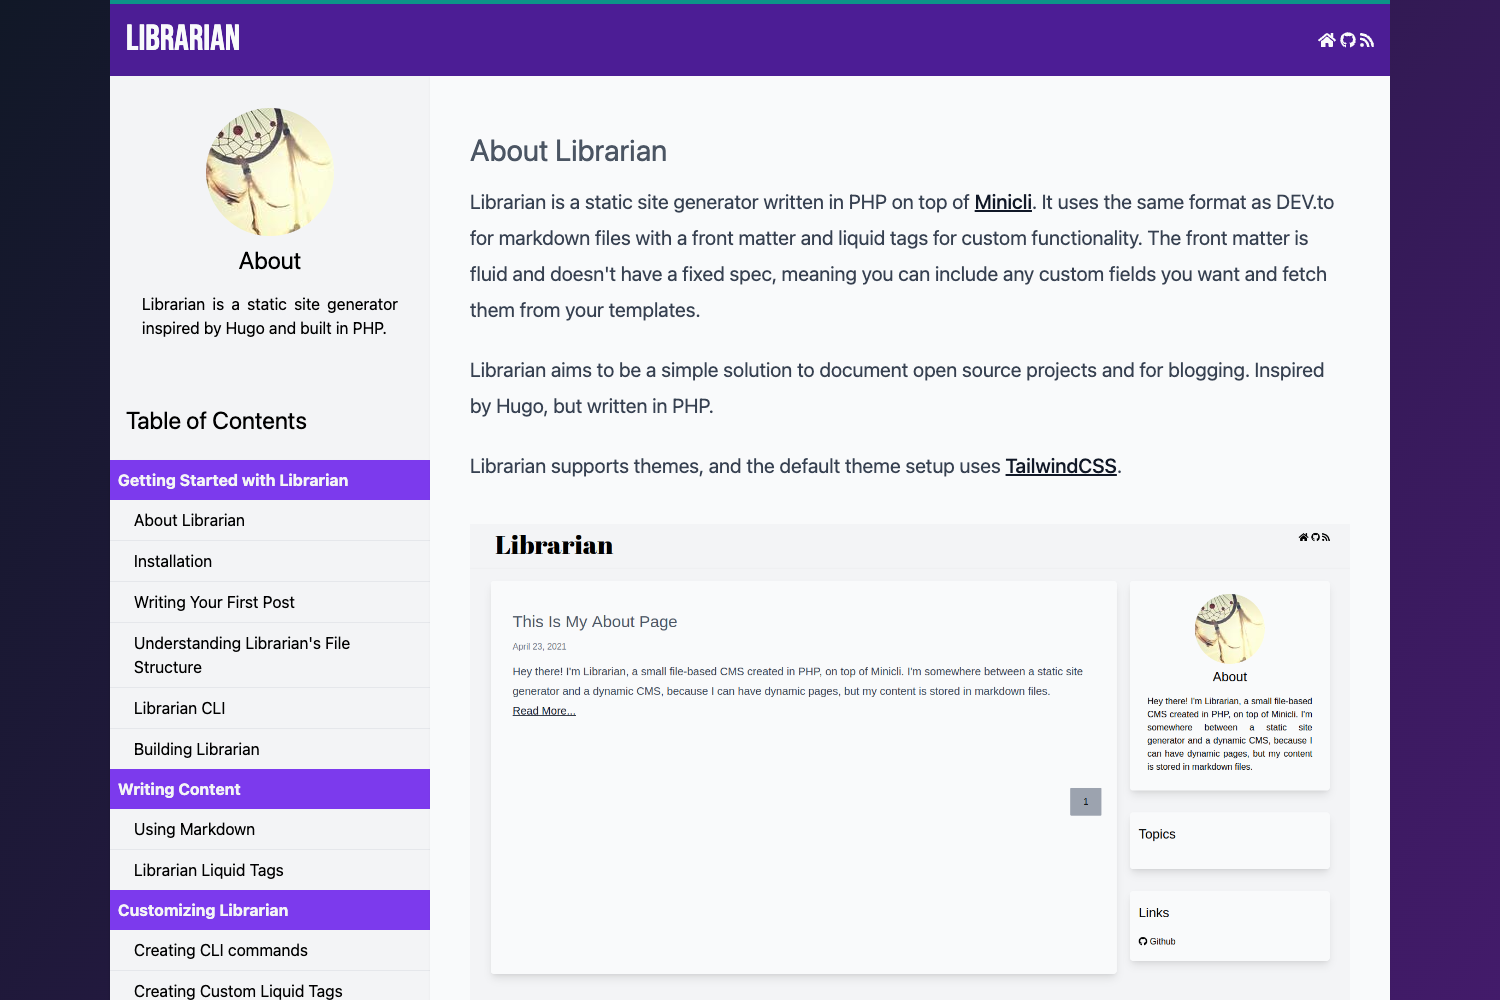 LIBRARIAN
About
Librarian is a static site generator
inspired by Hugo and built in PHP.
Table of Contents
Getting Started with Librarian
About Librarian
Installation
Writing Your First Post
Understanding Librarian's File
Structure
Librarian CLI
Building Librarian
Writing Content
Using Markdown
Librarian Liquid Tags
Customizing Librarian
Creating CLI commands
Creating Custom Liquid Tags
About Librarian
Librarian is a static site generator written in PHP on top of Minicli. It uses the same format as DEV.to
for markdown files with a front matter and liquid tags for custom functionality. The front matter is
fluid and doesn't have a fixed spec, meaning you can include any custom fields you want and fetch
them from your templates.
Librarian aims to be a simple solution to document open source projects and for blogging. Inspired
by Hugo, but written in PHP.
Librarian supports themes, and the default theme setup uses TailwindCSS.
Librarian
This Is My About Page
April 23, 2021
Hey there! I'm Librarian, a small file-based CMS created in PHP, on top of Minicli. I'm somewhere between a static site
generator and a dynamic CMS, because I can have dynamic pages, but my content is stored in markdown files.
Read More...
1
About
Hey there! I'm Librarian, a small file-based
CMS created in PHP, on top of Minicli. I'm
somewhere between a static site
generator and a dynamic CMS, because I
can have dynamic pages, but my content
is stored in markdown files.
Topics
Links
Github